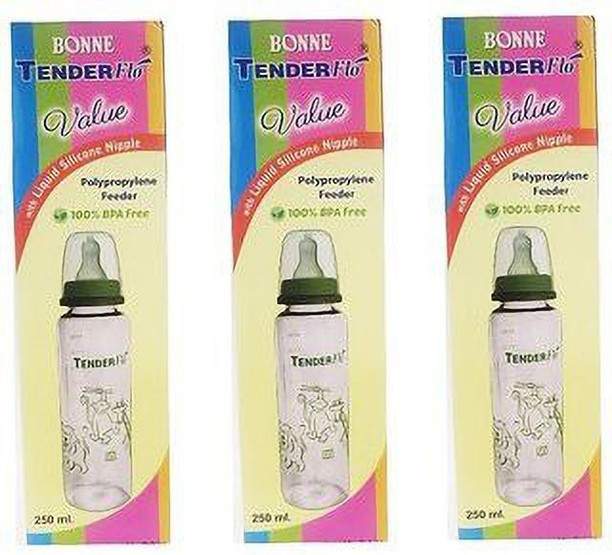 BONNE
TENDERFlo®
Value
with Liquid Silicone Nipple
Polypropylene
Feeder
100% BPA Free
TENDERFlo
250 ml.
BONNE
TENDERFlo®
Value
with Liquid Silicone Nipple
Polypropylene
Feeder
100% BPA Free
TENDERFlo
250 ml.
BONNE
TENDERFlo®
Value
with Liquid Silicone Nipple
Polypropylene
Feeder
100% BPA Free
TENDERFlo
250 ml.